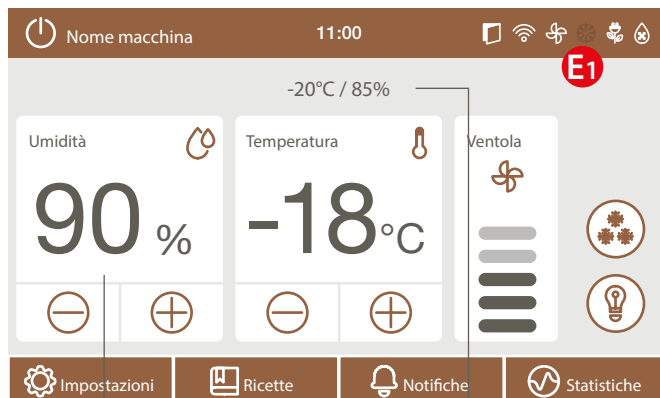 Nome macchina
11:00
E1
-20°C / 85%
Umidità
Temperatura
Ventola
90 %
-18°C
Impostazioni
Ricette
Notifiche
Statistiche